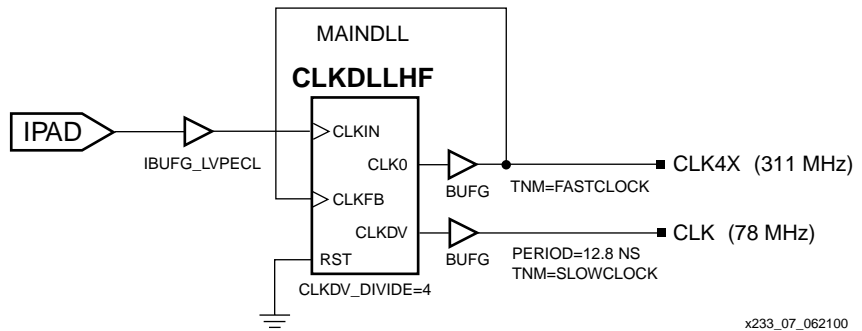 MAINDLL
CLKDLLHF
IPAD
IBUFG_LVPECL
CLKIN
CLK0
BUFG
TNM=FASTCLOCK
CLK4X (311 MHz)
CLKFB
CLKDV
BUFG
CLK (78 MHz)
PERIOD=12.8 NS
TNM=SLOWCLOCK
RST
CLKDV_DIVIDE=4
x233_07_062100